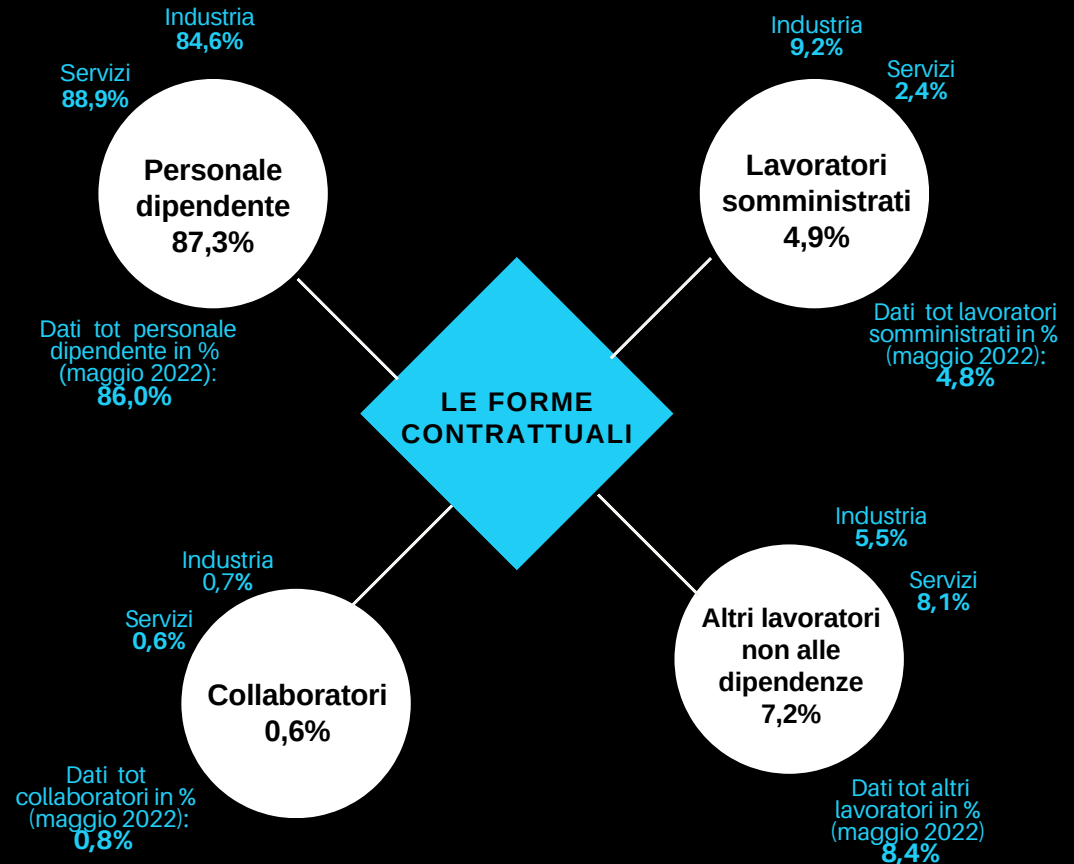 Industria
84,6%
Servizi
88,9%
Personale
dipendente
87,3%
Dati tot personale
dipendente in %
(maggio 2022):
86,0%
Industria
9,2%
Servizi
2,4%
Lavoratori
somministrati
4,9%
Dati tot lavoratori
somministrati in %
(maggio 2022):
4,8%
LE FORME
CONTRATTUALI
Industria
0,7%
Servizi
0,6%
Collaboratori
0,6%
Dati tot
collaboratori in %
(maggio 2022):
0,8%
Industria
5,5%
Servizi
8,1%
Altri lavoratori
non alle
dipendenze
7,2%
Dati tot altri
lavoratori in %
(maggio 2022)
8,4%